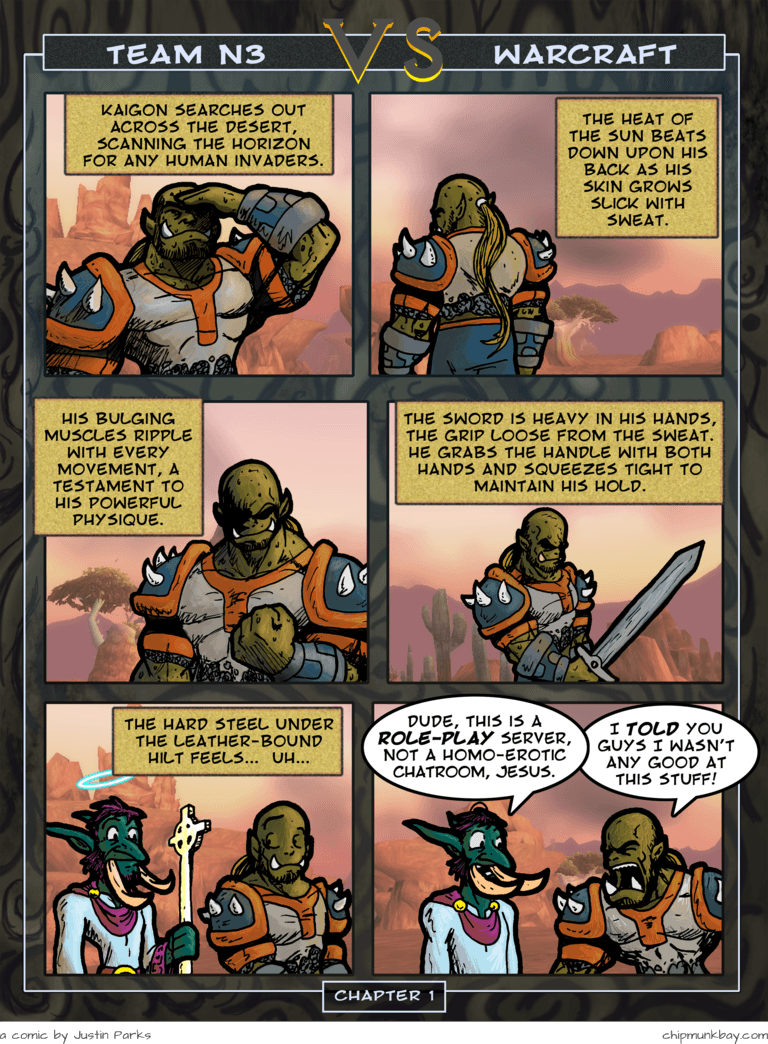 TEAM N3 VS WARCRAFT
KAIGON SEARCHES OUT
ACROSS THE DESERT,
SCANNING THE HORIZON
FOR ANY HUMAN INVADERS.
THE HEAT OF
THE SUN BEATS
DOWN UPON HIS
BACK AS HIS
SKIN GROWS
SLICK WITH
SWEAT.
HIS BULGING
MUSCLES RIPPLE
WITH EVERY
MOVEMENT, A
TESTAMENT TO
HIS POWERFUL
PHYSIQUE.
THE SWORD IS HEAVY IN HIS HANDS,
THE GRIP LOOSE FROM THE SWEAT.
HE GRABS THE HANDLE WITH BOTH
HANDS AND SQUEEZES TIGHT TO
MAINTAIN HIS HOLD.
THE HARD STEEL UNDER
THE LEATHER-BOUND
HILT FEELS... UH...
DUDE, THIS IS A
ROLE-PLAY SERVER,
NOT A HOMO-EROTIC
CHATROOM, JESUS.
I TOLD YOU
GUYS I WASN'T
ANY GOOD AT
THIS STUFF!
CHAPTER 1
a comic by Justin Parks
chipmunkbay.com